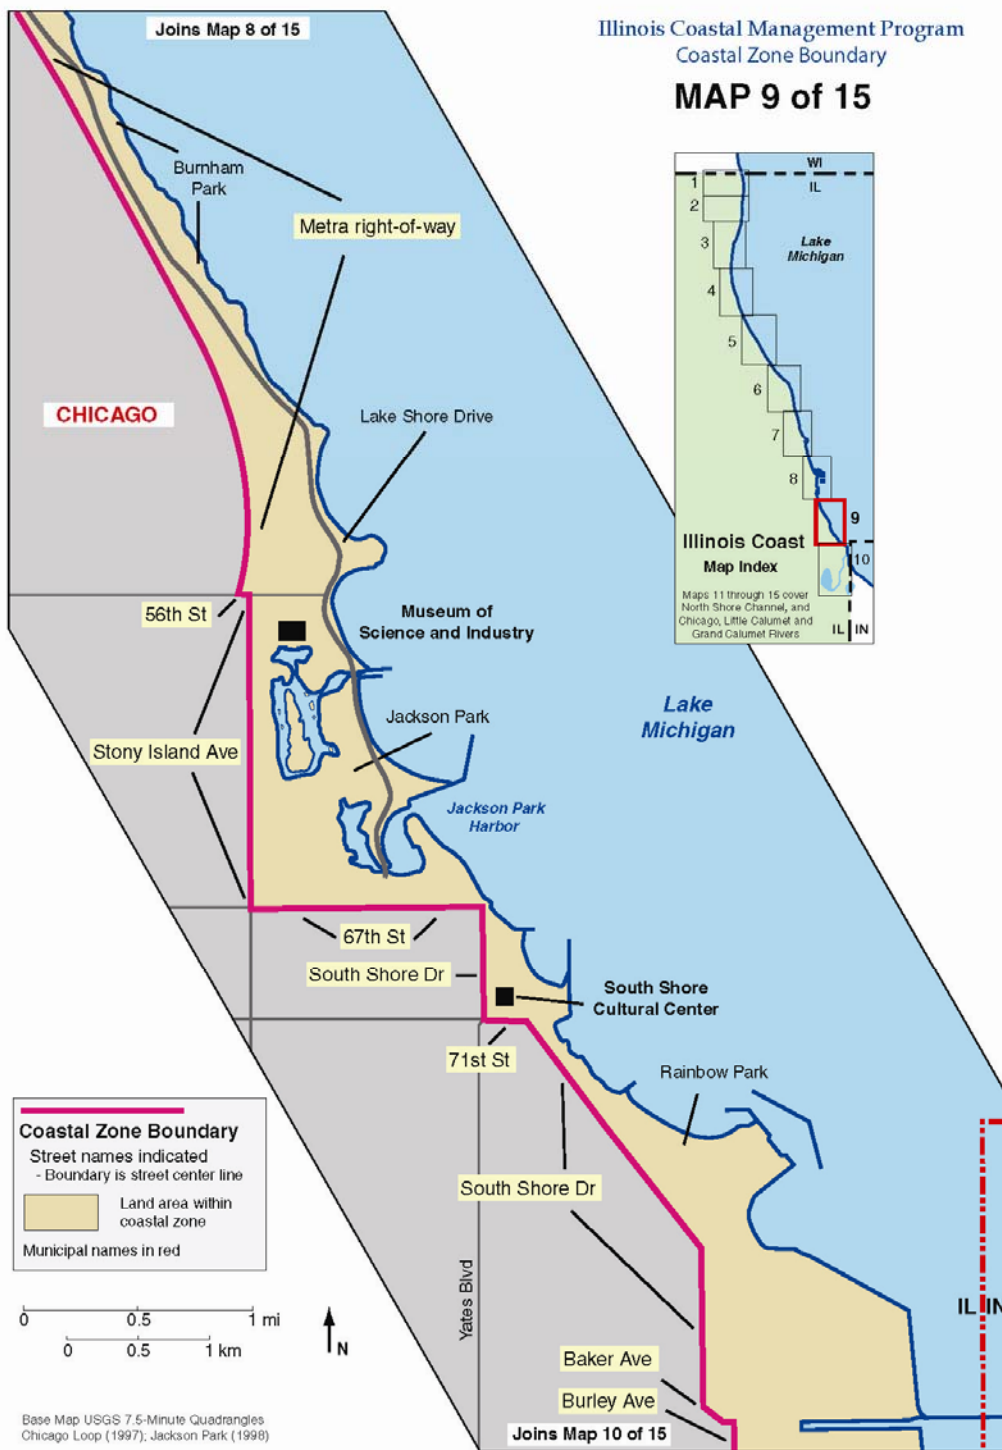 Joins Map 8 of 15
Illinois Coastal Management Program
Coastal Zone Boundary
MAP 9 of 15
WI
IL
1
2
3
4
5
6
7
8
9
10
Lake
Michigan
Illinois Coast
Map Index
Maps 11 through 15 cover
North Shore Channel, and
Chicago, Little Calumet and
Grand Calumet Rivers
IL
IN
Burnham
Park
Metra right-of-way
CHICAGO
Lake Shore Drive
56th St
Museum of
Science and Industry
Lake
Michigan
Jackson Park
Stony Island Ave
Jackson Park
Harbor
67th St
South Shore Dr
South Shore
Cultural Center
71st St
Rainbow Park
South Shore Dr
Yates Blvd
Baker Ave
Burley Ave
Joins Map 10 of 15
IL
IN
Coastal Zone Boundary
Street names indicated
- Boundary is street center line
Land area within
coastal zone
Municipal names in red
0 0.5 1 mi
0 0.5 1 km
N
Base Map USGS 7.5-Minute Quadrangles
Chicago Loop (1997); Jackson Park (1998)